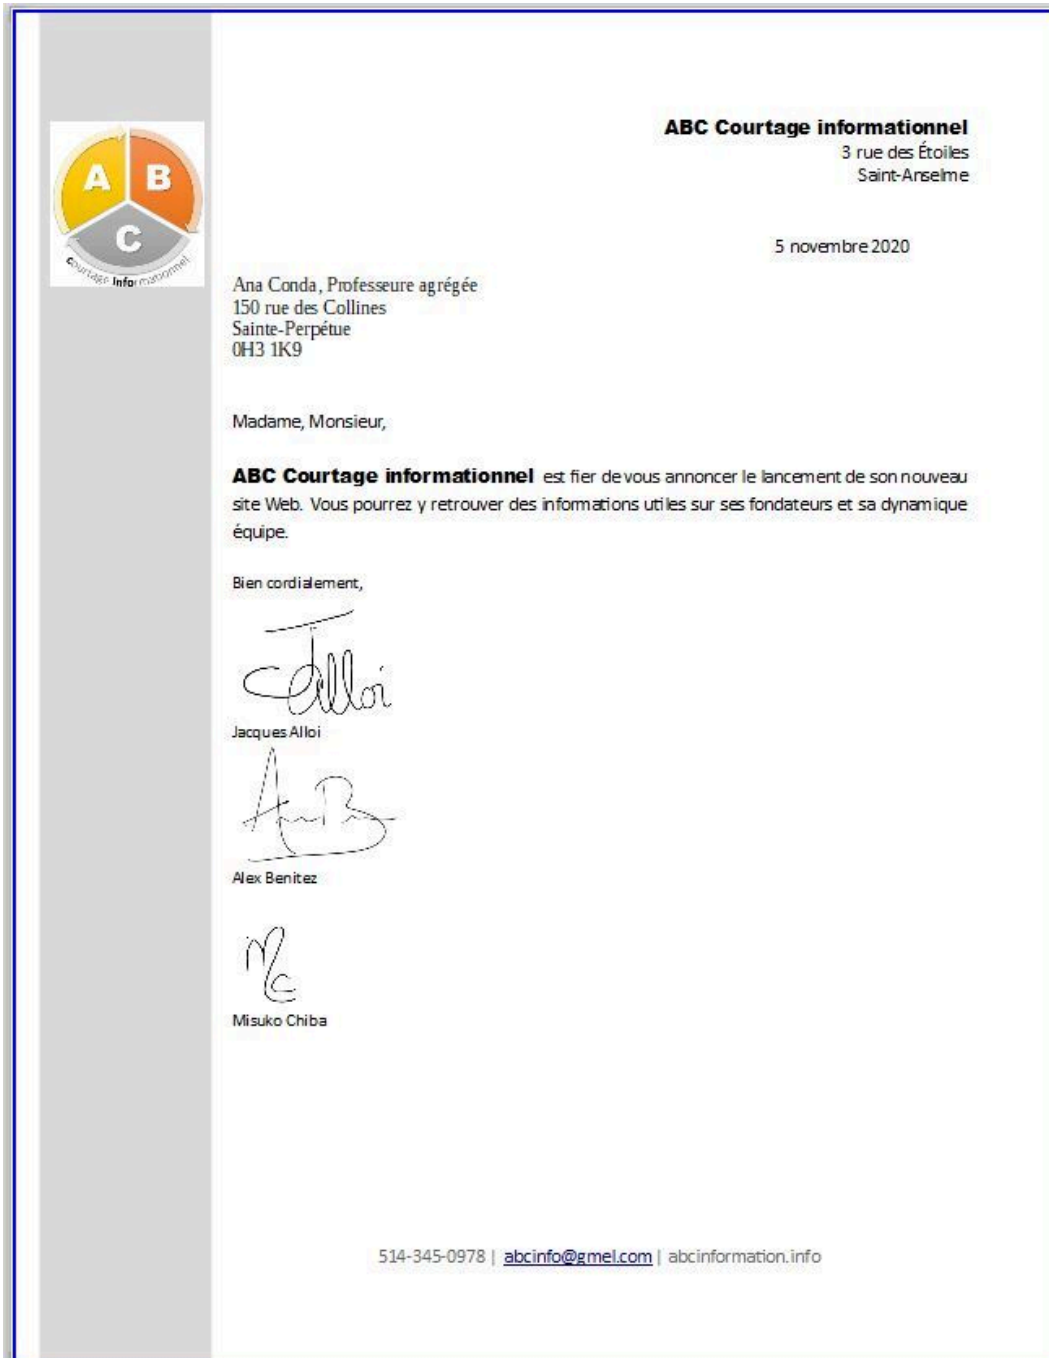 ABC Courtage informationnel
3 rue des Étoiles
Saint-Anselme
A B
C
Courtage Informationnel
5 novembre 2020
Ana Conda, Professeure agrégée
150 rue des Collines
Sainte-Perpétue
0H3 1K9
Madame, Monsieur,
ABC Courtage informationnel est fier de vous annoncer le lancement de son nouveau
site Web. Vous pourrez y retrouver des informations utiles sur ses fondateurs et sa dynamique
équipe.
Bien cordialement,
JAlloi
Jacques Alloi
Alex Benitez
MC
Misuko Chiba
514-345-0978 | abcinfo@gmel.com | abcinformation.info